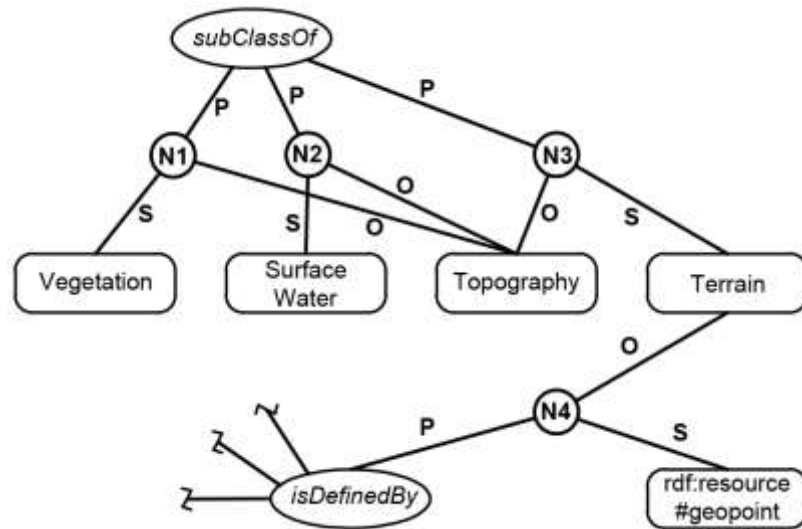 subClassOf
P
P
P
N1
N2
N3
S
S
O
O
O
S
Vegetation
Surface
Water
Topography
Terrain
O
N4
P
S
isDefinedBy
rdf:resource
#geopoint